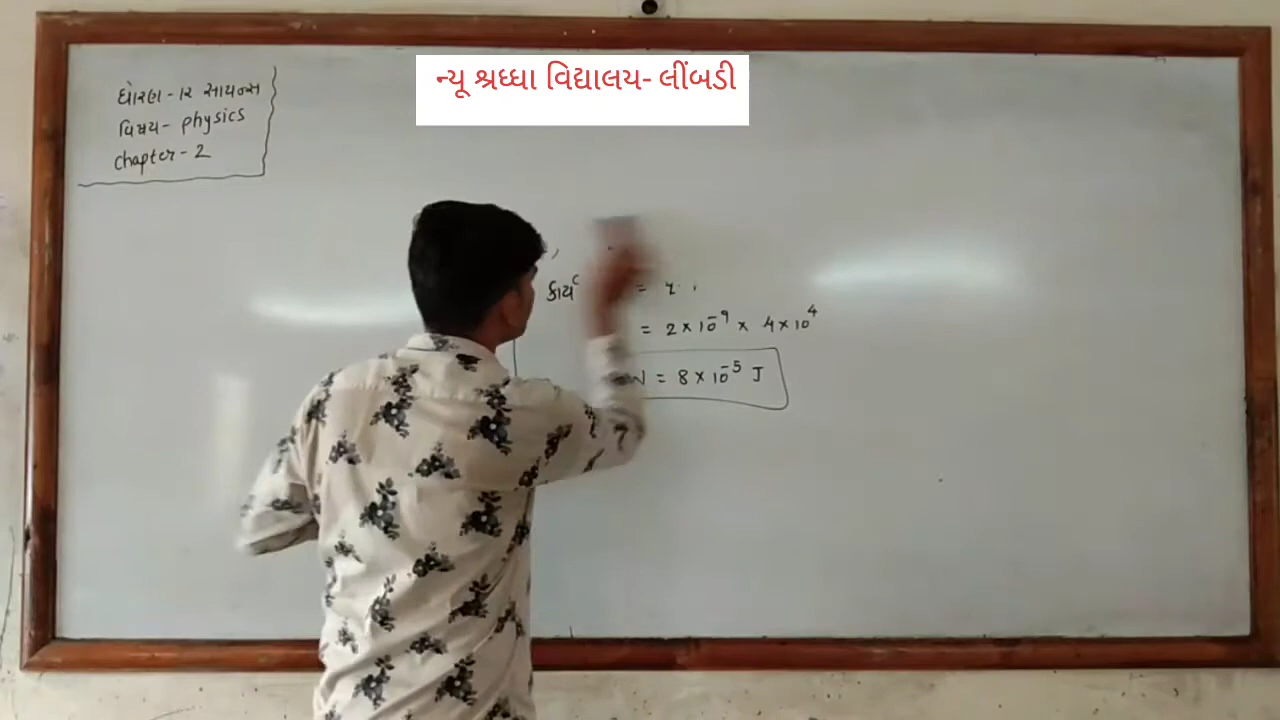 ન્યૂ શ્રધ્ધા વિદ્યાલય- લીંબડી
ધોરણ - ૧૨ સાયન્સ
વિષય - physics
chapter - 2
કાર્ય =
= 2 × 10⁻⁹ × 4 × 10⁴
= 8 × 10⁻⁵ J